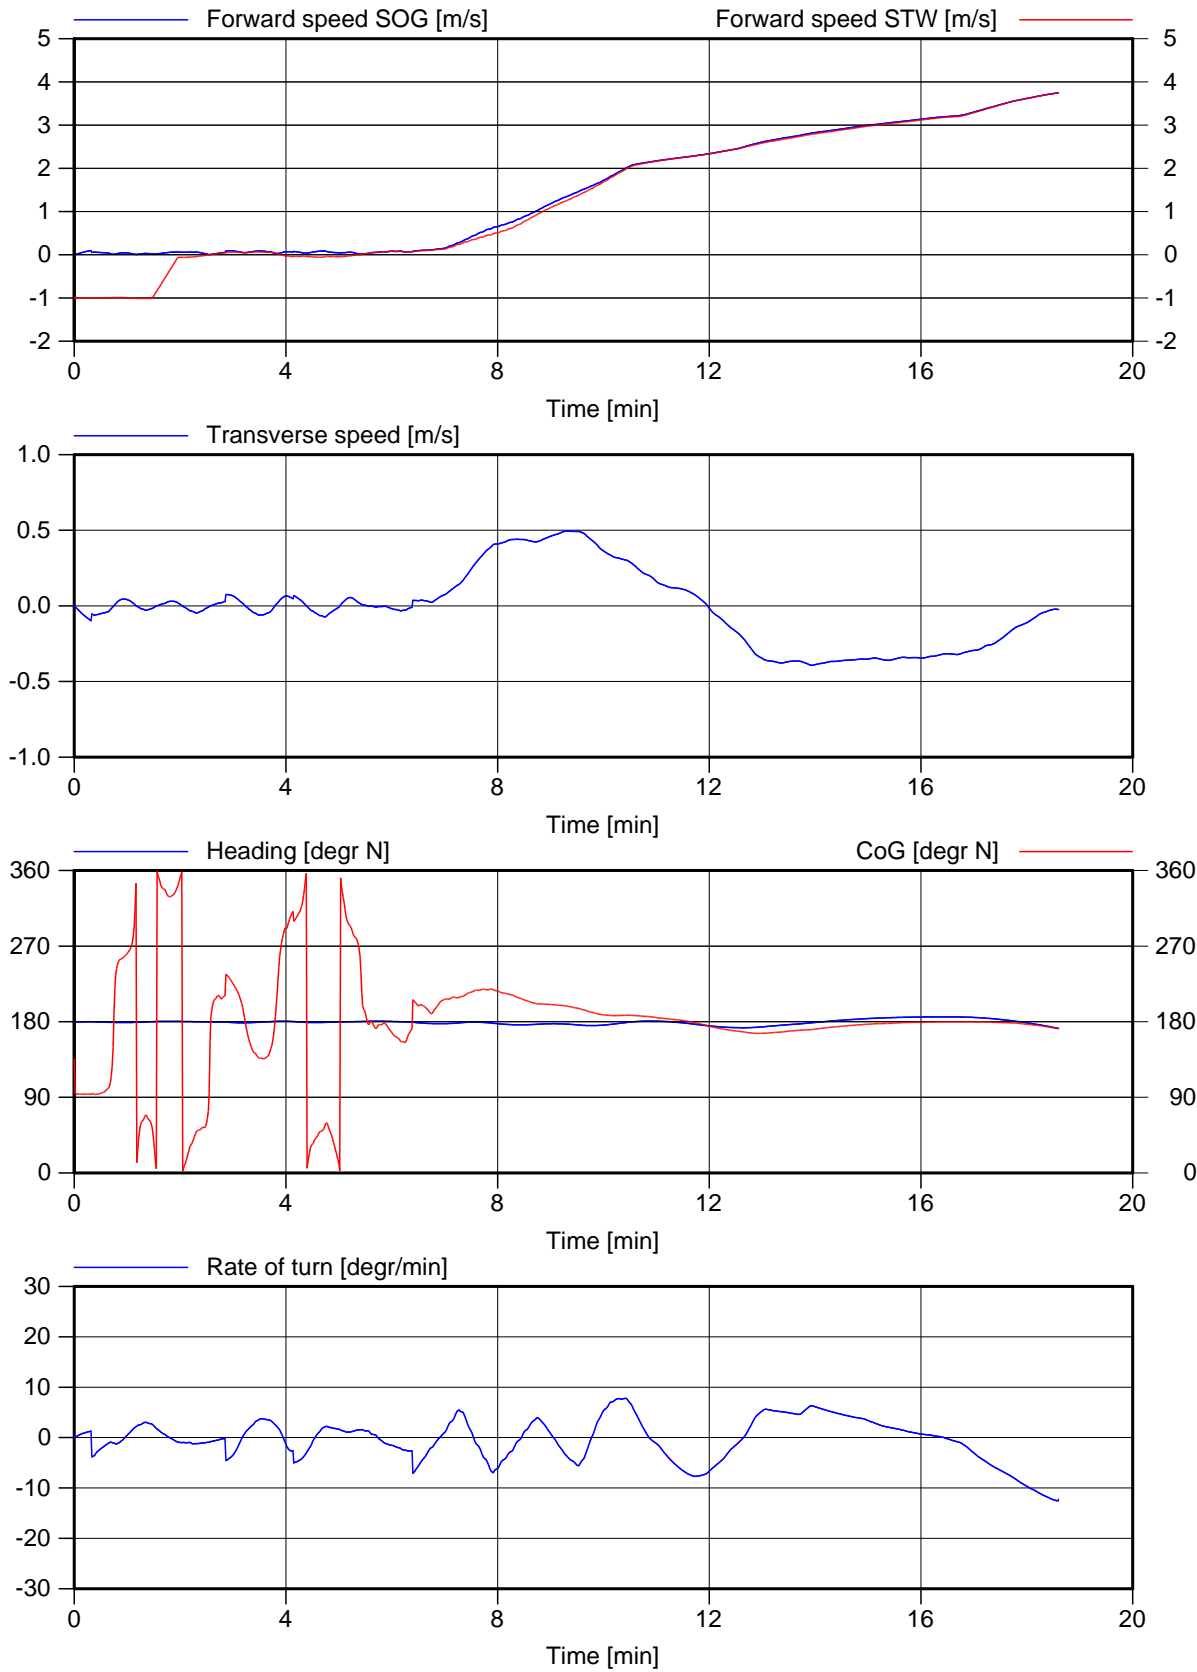 Forward speed SOG [m/s] Forward speed STW [m/s]
5 5
4 4
3 3
2 2
1 1
0 0
-1 -1
-2 -2
0 4 8 12 16 20
Time [min]
Transverse speed [m/s]
1.0
0.5
0.0
-0.5
-1.0
0 4 8 12 16 20
Time [min]
Heading [degr N] CoG [degr N]
360 360
270 270
180 180
90 90
0 0
0 4 8 12 16 20
Time [min]
Rate of turn [degr/min]
30
20
10
0
-10
-20
-30
0 4 8 12 16 20
Time [min]